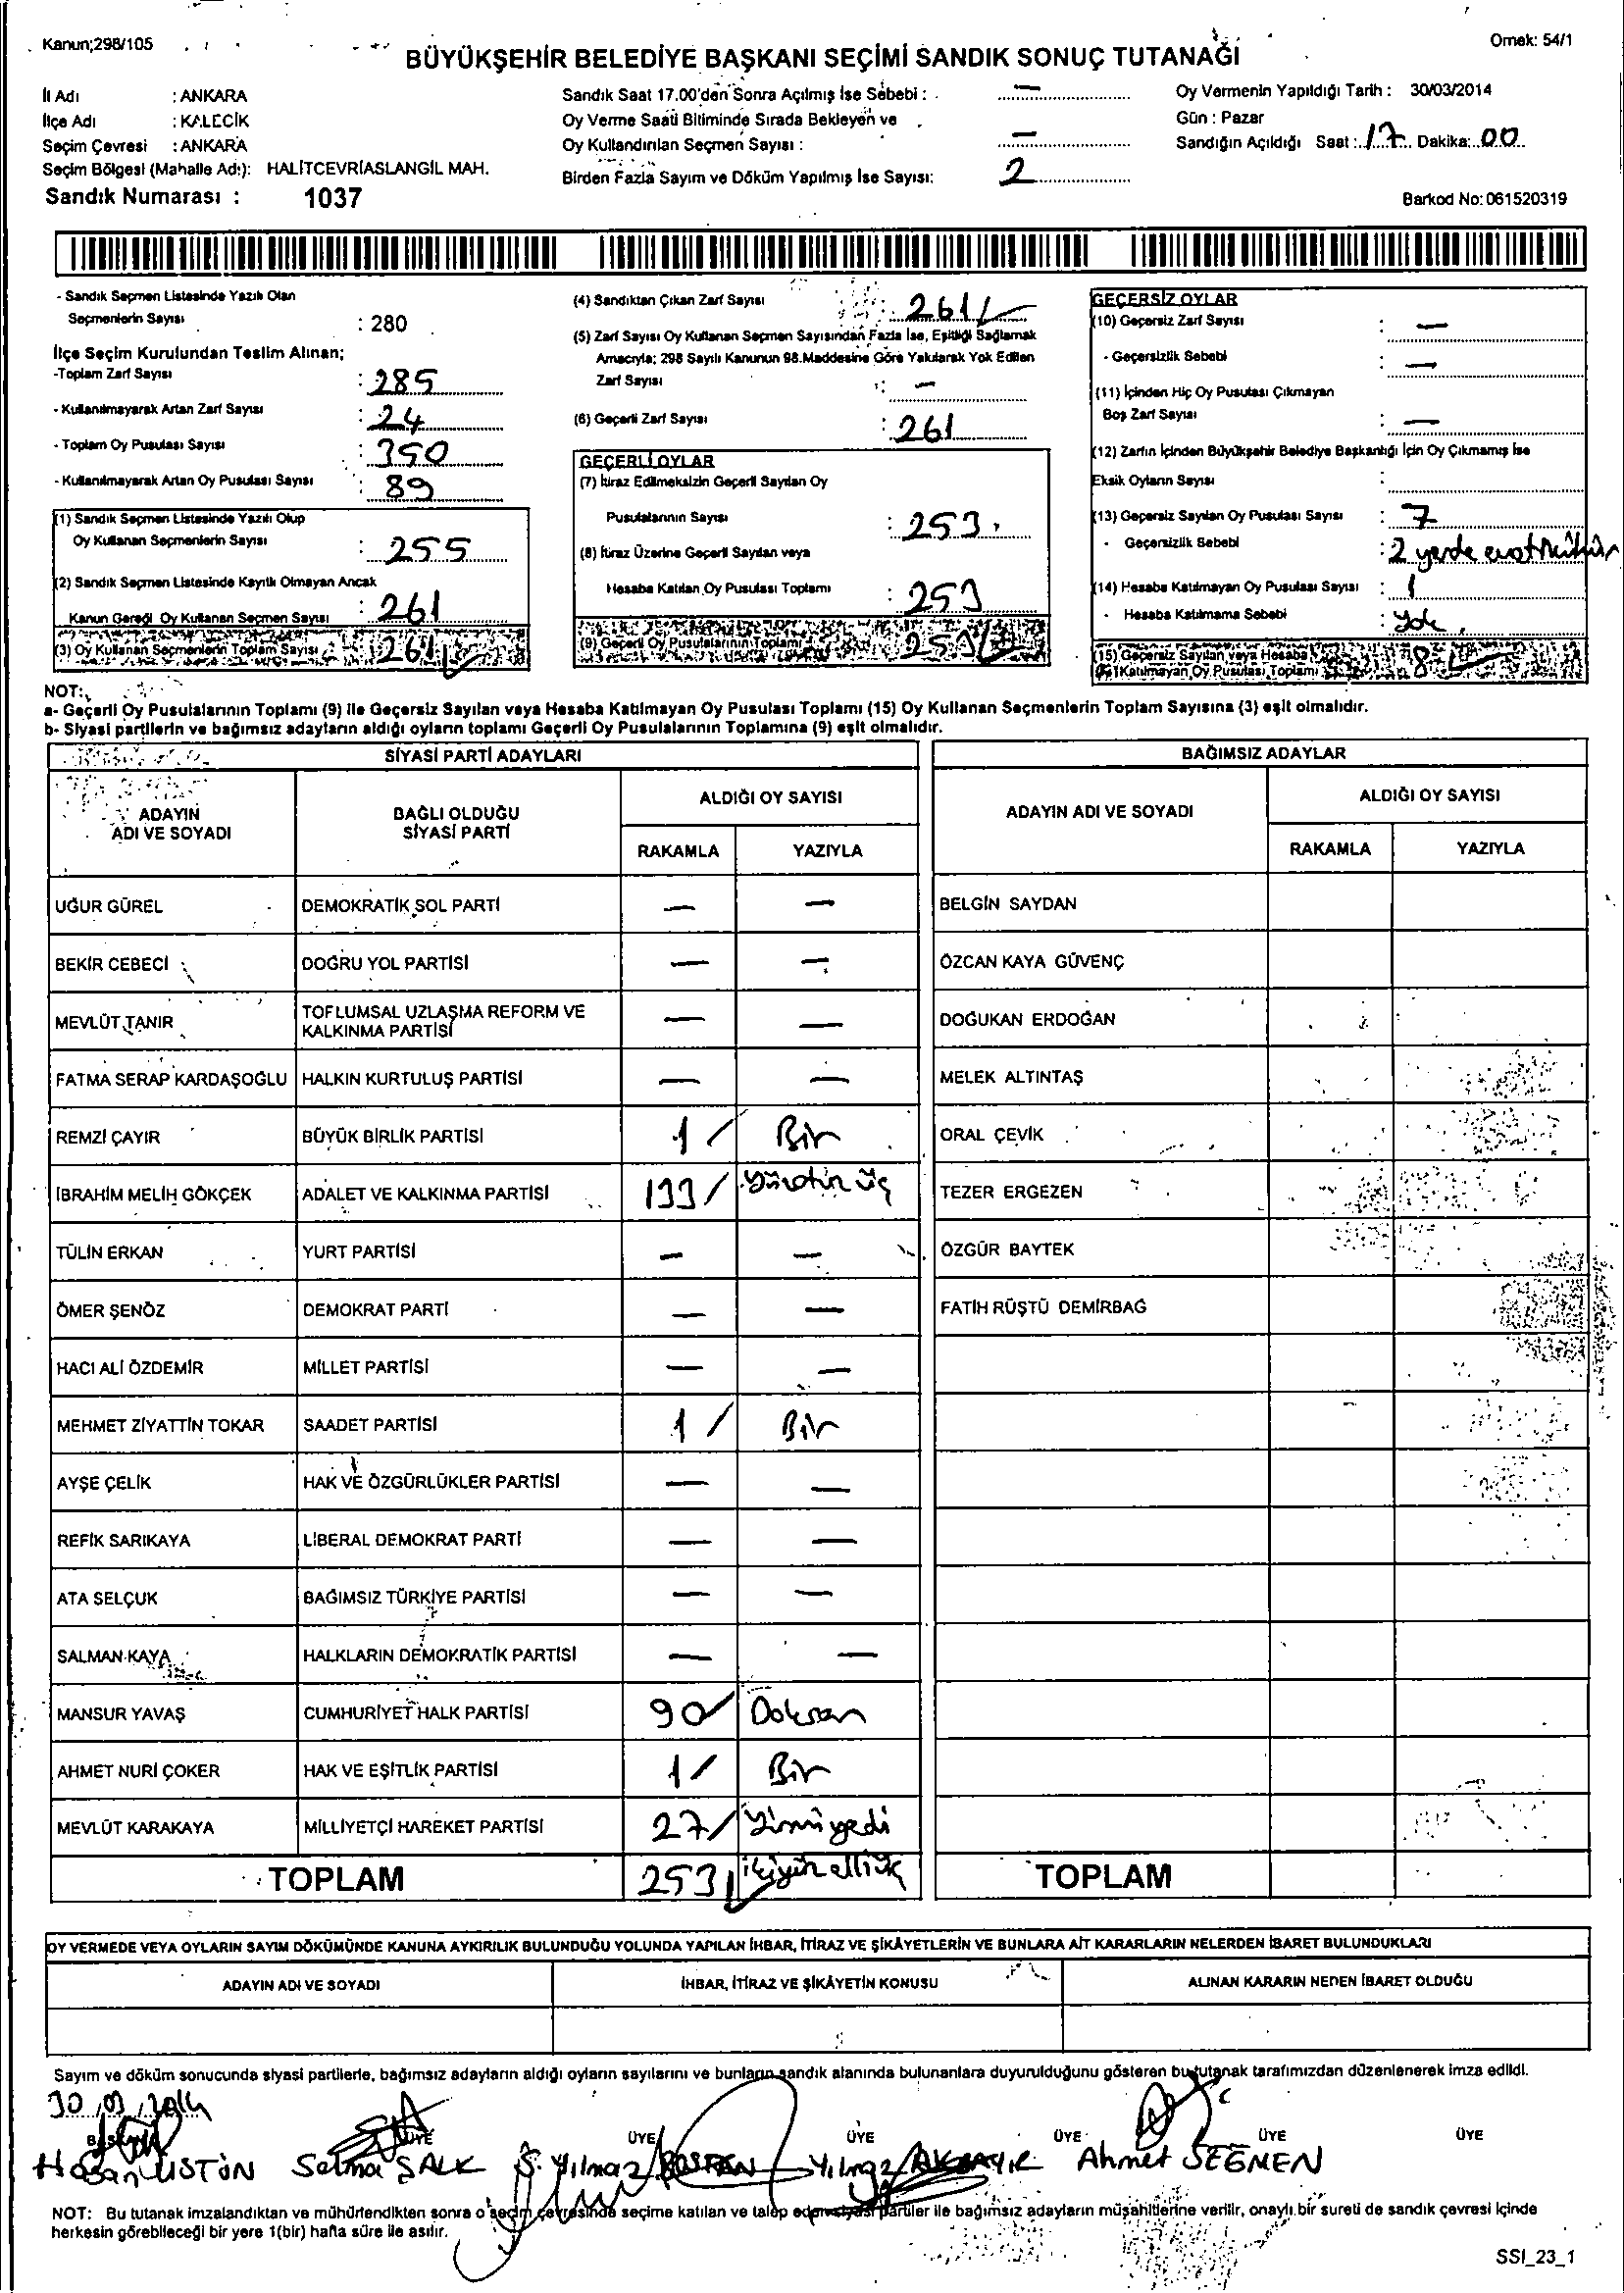 Kanun;298/105
Örnek: 54/1
BÜYÜKŞEHİR BELEDİYE BAŞKANI SEÇİMİ SANDIK SONUÇ TUTANAĞI
İl Adı : ANKARA
İlçe Adı : KALECİK
Seçim Çevresi : ANKARA
Seçim Bölgesi (Mahalle Adı): HALİTCEVRİASLANGİL MAH.
Sandık Numarası : 1037
Sandık Saat 17.00'den Sonra Açılmış İse Sebebi : —
Oy Verme Saati Bitiminde Sırada Bekleyen ve
Oy Kullandırılan Seçmen Sayısı : —
Birden Fazla Sayım ve Döküm Yapılmış İse Sayısı: 2
Oy Vermenin Yapıldığı Tarih : 30/03/2014
Gün : Pazar
Sandığın Açıldığı Saat : 17 Dakika: 00
Barkod No: 061520319
- Sandık Seçmen Listesinde Yazılı Olan
Seçmenlerin Sayısı : 280
İlçe Seçim Kurulundan Teslim Alınan;
-Toplam Zarf Sayısı : 285
- Kullanılmayarak Artan Zarf Sayısı : 24
- Toplam Oy Pusulası Sayısı : 350
- Kullanılmayarak Artan Oy Pusulası Sayısı : 89
(1) Sandık Seçmen Listesinde Yazılı Olup
Oy Kullanan Seçmenlerin Sayısı : 255
(2) Sandık Seçmen Listesinde Kayıtlı Olmayan Ancak
Kanun Gereği Oy Kullanan Seçmen Sayısı : 261
(3) Oy Kullanan Seçmenlerin Toplam Sayısı : 261
(4) Sandıktan Çıkan Zarf Sayısı : 261
(5) Zarf Sayısı Oy Kullanan Seçmen Sayısından Fazla İse, Eşitliği Sağlamak
Amacıyla; 298 Sayılı Kanunun 98.Maddesine Göre Yakılarak Yok Edilen
Zarf Sayısı : —
(6) Geçerli Zarf Sayısı : 261
GEÇERLİ OYLAR
(7) İtiraz Edilmeksizin Geçerli Sayılan Oy
Pusulalarının Sayısı : 253
(8) İtiraz Üzerine Geçerli Sayılan veya
Hesaba Katılan Oy Pusulası Toplamı : 253
(9) Geçerli Oy Pusulalarının Toplamı : 253
GEÇERSİZ OYLAR
(10) Geçersiz Zarf Sayısı : —
- Geçersizlik Sebebi : —
(11) İçinden Hiç Oy Pusulası Çıkmayan
Boş Zarf Sayısı : —
(12) Zarfın İçinden Büyükşehir Belediye Başkanlığı İçin Oy Çıkmamış İse
Eksik Oyların Sayısı :
(13) Geçersiz Sayılan Oy Pusulası Sayısı : 7
- Geçersizlik Sebebi : 2 yerde
(14) Hesaba Katılmayan Oy Pusulası Sayısı : 1
- Hesaba Katılmama Sebebi : yok
(15) Geçersiz Sayılan veya Hesaba
Katılmayan Oy Pusulası Toplamı : 8
NOT:
a- Geçerli Oy Pusulalarının Toplamı (9) ile Geçersiz Sayılan veya Hesaba Katılmayan Oy Pusulası Toplamı (15) Oy Kullanan Seçmenlerin Toplam Sayısına (3) eşit olmalıdır.
b- Siyasi partilerin ve bağımsız adayların aldığı oyların toplamı Geçerli Oy Pusulalarının Toplamına (9) eşit olmalıdır.
SİYASİ PARTİ ADAYLARI
ADAYIN ADI VE SOYADI BAĞLI OLDUĞU SİYASİ PARTİ ALDIĞI OY SAYISI
RAKAMLA YAZIYLA
UĞUR GÜREL DEMOKRATİK SOL PARTİ — —
BEKİR CEBECİ DOĞRU YOL PARTİSİ — —
MEVLÜT TANIR TOPLUMSAL UZLAŞMA REFORM VE KALKINMA PARTİSİ — —
FATMA SERAP KARDAŞOĞLU HALKIN KURTULUŞ PARTİSİ — —
REMZİ ÇAYIR BÜYÜK BİRLİK PARTİSİ 1 / Bir
İBRAHİM MELİH GÖKÇEK ADALET VE KALKINMA PARTİSİ 133 / Yüzotuz üç
TÜLİN ERKAN YURT PARTİSİ — —
ÖMER ŞENÖZ DEMOKRAT PARTİ — —
HACI ALİ ÖZDEMİR MİLLET PARTİSİ — —
MEHMET ZİYATTİN TOKAR SAADET PARTİSİ 1 / Bir
AYŞE ÇELİK HAK VE ÖZGÜRLÜKLER PARTİSİ — —
REFİK SARIKAYA LİBERAL DEMOKRAT PARTİ — —
ATA SELÇUK BAĞIMSIZ TÜRKİYE PARTİSİ — —
SALMAN KAYA HALKLARIN DEMOKRATİK PARTİSİ — —
MANSUR YAVAŞ CUMHURİYET HALK PARTİSİ 90 / Doksan
AHMET NURİ ÇOKER HAK VE EŞİTLİK PARTİSİ 1 / Bir
MEVLÜT KARAKAYA MİLLİYETÇİ HAREKET PARTİSİ 27 / Yirmiyedi
TOPLAM 253 ikiyüz elliüç
BAĞIMSIZ ADAYLAR
ADAYIN ADI VE SOYADI ALDIĞI OY SAYISI
RAKAMLA YAZIYLA
BELGİN SAYDAN
ÖZCAN KAYA GÜVENÇ
DOĞUKAN ERDOĞAN
MELEK ALTINTAŞ
ORAL ÇEVİK
TEZER ERGEZEN
ÖZGÜR BAYTEK
FATİH RÜŞTÜ DEMİRBAĞ
TOPLAM
OY VERMEDE VEYA OYLARIN SAYIM DÖKÜMÜNDE KANUNA AYKIRILIK BULUNDUĞU YOLUNDA YAPILAN İHBAR, İTİRAZ VE ŞİKÂYETLERİN VE BUNLARA AİT KARARLARIN NELERDEN İBARET BULUNDUKLARI
ADAYIN ADI VE SOYADI İHBAR, İTİRAZ VE ŞİKÂYETİN KONUSU ALINAN KARARIN NEDEN İBARET OLDUĞU
Sayım ve döküm sonucunda siyasi partilerle, bağımsız adayların aldığı oyların sayılarını ve bunların sandık alanında bulunanlara duyurulduğunu gösteren bu tutanak tarafımızdan düzenlenerek imza edildi.
30/03/2014
BAŞKAN ÜYE ÜYE ÜYE ÜYE ÜYE ÜYE
Hasan ÜSTÜN Selma ŞALK Ş. Yılmaz BOSTAN Yılmaz AKBAYIR Ahmet SEĞMEN
NOT: Bu tutanak imzalandıktan ve mühürlendikten sonra o seçim çevresinde seçime katılan ve talep eden siyasi partiler ile bağımsız adayların müşahitlerine verilir, onaylı bir sureti de sandık çevresi içinde
herkesin görebileceği bir yere 1(bir) hafta süre ile asılır.
SSI_23_1